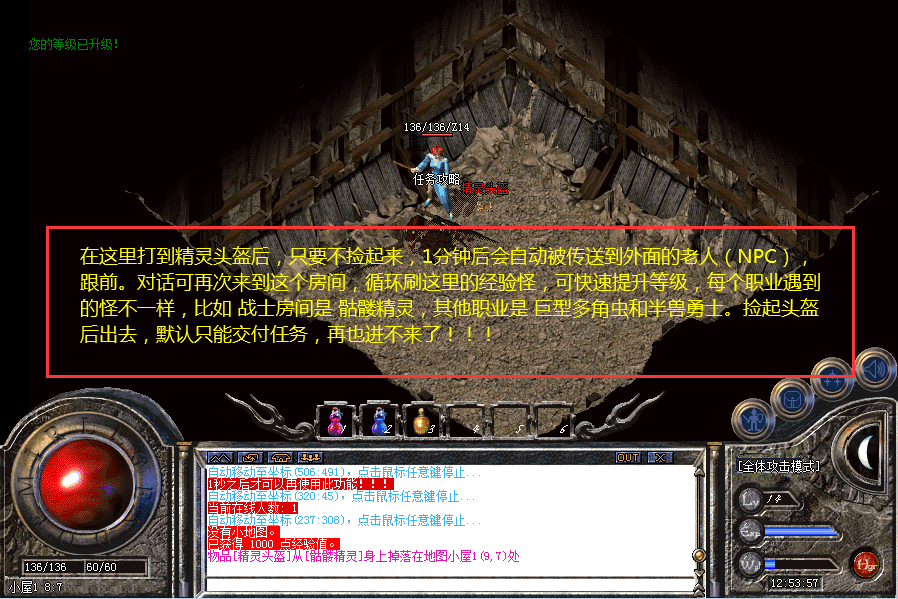 您的等级已升级!
136/136/Z14
任务攻略
精灵头盔
在这里打到精灵头盔后，只要不捡起来，1分钟后会自动被传送到外面的老人（NPC），
跟前。对话可再次来到这个房间，循环刷这里的经验怪，可快速提升等级，每个职业遇到
的怪不一样，比如 战士房间是 骷髅精灵，其他职业是 巨型多角虫和半兽勇士。捡起头盔
后出去，默认只能交付任务，再也进不来了！！！
1 2 3 4 5 6
OUT X
自动移动至坐标(506:491), 点击鼠标任意键停止...
1秒之后才可以再使用此功能！！！
自动移动至坐标(320:45), 点击鼠标任意键停止...
当前在线人数: 1
自动移动至坐标(237:308), 点击鼠标任意键停止...
没有小地图。
已获得 1000 点经验值。
物品[精灵头盔]从[骷髅精灵]身上掉落在地图小屋1(9,7)处
[全体攻击模式]
Lv 14
Exp
Wt
Hgr
136/136 60/60
小屋1 8:7
12:53:57